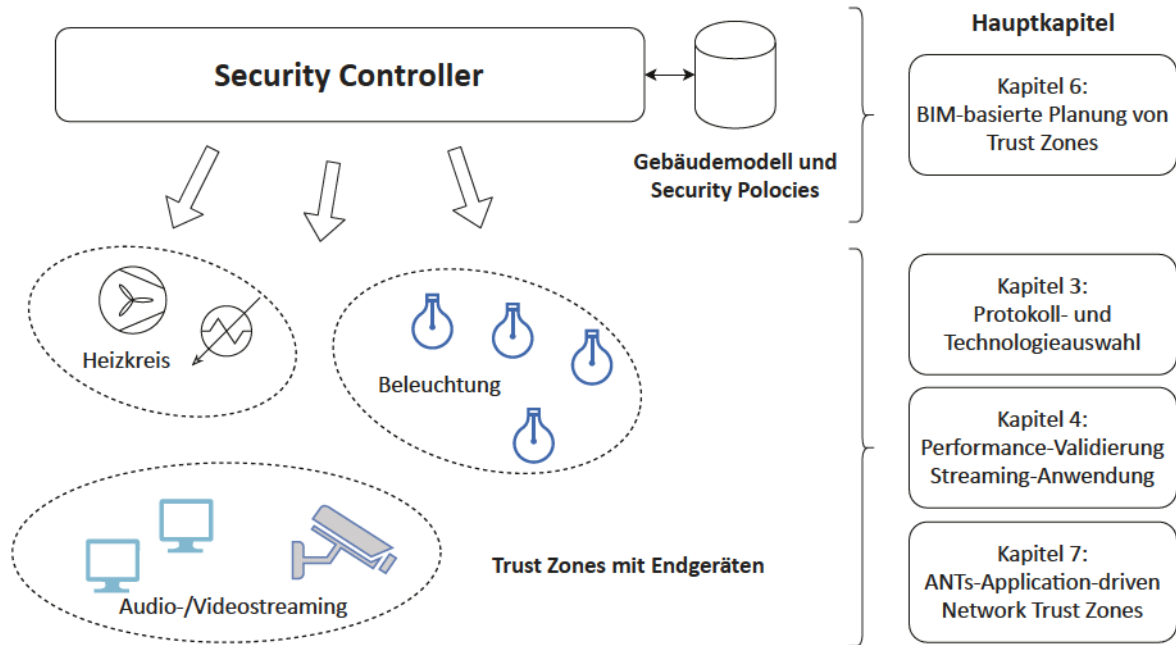 Hauptkapitel
Security Controller
Gebäudemodell und
Security Polocies
Kapitel 6:
BIM-basierte Planung von
Trust Zones
Heizkreis
Beleuchtung
Audio-/Videostreaming
Trust Zones mit Endgeräten
Kapitel 3:
Protokoll- und
Technologieauswahl
Kapitel 4:
Performance-Validierung
Streaming-Anwendung
Kapitel 7:
ANTs-Application-driven
Network Trust Zones